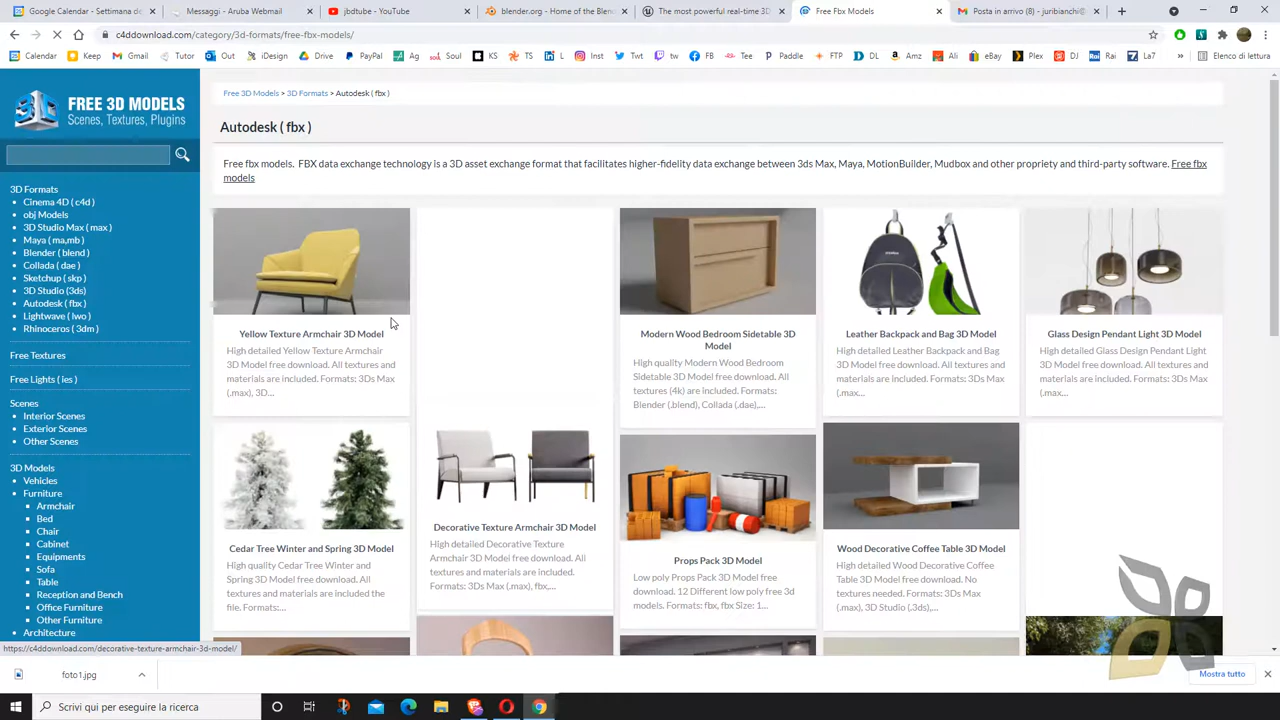 Google Calendar - Settimana de
Messaggi - Aruba Webmail
jbdtube - YouTube
blender.org - Home of the Blend
The most powerful real-time 3D
Free Fbx Models
Posta in arrivo (4) - juribianchi@
c4ddownload.com/category/3d-formats/free-fbx-models/
Calendar
Keep
Gmail
Tutor
Out
iDesign
Drive
PayPal
Ag
Soul
KS
TS
L
Inst
Twt
tw
FB
Tee
Paddle
FTP
DL
Amz
Ali
eBay
Plex
DJ
Rai
La7
»
Elenco di lettura
FREE 3D MODELS
Scenes, Textures, Plugins
3D Formats
Cinema 4D ( c4d )
obj Models
3D Studio Max ( max )
Maya ( ma,mb )
Blender ( blend )
Collada ( dae )
Sketchup ( skp )
3D Studio (3ds)
Autodesk ( fbx )
Lightwave ( lwo )
Rhinoceros ( 3dm )
Free Textures
Free Lights ( ies )
Scenes
Interior Scenes
Exterior Scenes
Other Scenes
3D Models
Vehicles
Furniture
Armchair
Bed
Chair
Cabinet
Equipments
Sofa
Table
Reception and Bench
Office Furniture
Other Furniture
Architecture
Free 3D Models > 3D Formats > Autodesk ( fbx )
Autodesk ( fbx )
Free fbx models. FBX data exchange technology is a 3D asset exchange format that facilitates higher-fidelity data exchange between 3ds Max, Maya, MotionBuilder, Mudbox and other propriety and third-party software. Free fbx
models
Yellow Texture Armchair 3D Model
High detailed Yellow Texture Armchair
3D Model free download. All textures and
materials are included. Formats: 3Ds Max
(.max), 3D...
Modern Wood Bedroom Sidetable 3D
Model
High quality Modern Wood Bedroom
Sidetable 3D Model free download. All
textures (4k) are included. Formats:
Blender (.blend), Collada (.dae),...
Leather Backpack and Bag 3D Model
High detailed Leather Backpack and Bag
3D Model free download. All textures and
materials are included. Formats: 3Ds Max
(.max...
Glass Design Pendant Light 3D Model
High detailed Glass Design Pendant Light
3D Model free download. All textures and
materials are included. Formats: 3Ds Max
(.max...
Cedar Tree Winter and Spring 3D Model
High quality Cedar Tree Winter and
Spring 3D Model free download. All
textures and materials are included the
file. Formats:...
Decorative Texture Armchair 3D Model
High detailed Decorative Texture
Armchair 3D Model free download. All
textures and materials are included.
Formats: 3Ds Max (.max), fbx,...
Props Pack 3D Model
Low poly Props Pack 3D Model free
download. 12 Different low poly free 3d
models. Formats: fbx, fbx Size: 1...
Wood Decorative Coffee Table 3D Model
High detailed Wood Decorative Coffee
Table 3D Model free download. No
textures needed. Formats: 3Ds Max
(.max), 3D Studio (.3ds),...
https://c4ddownload.com/decorative-texture-armchair-3d-model/
foto1.jpg
Mostra tutto
Scrivi qui per eseguire la ricerca